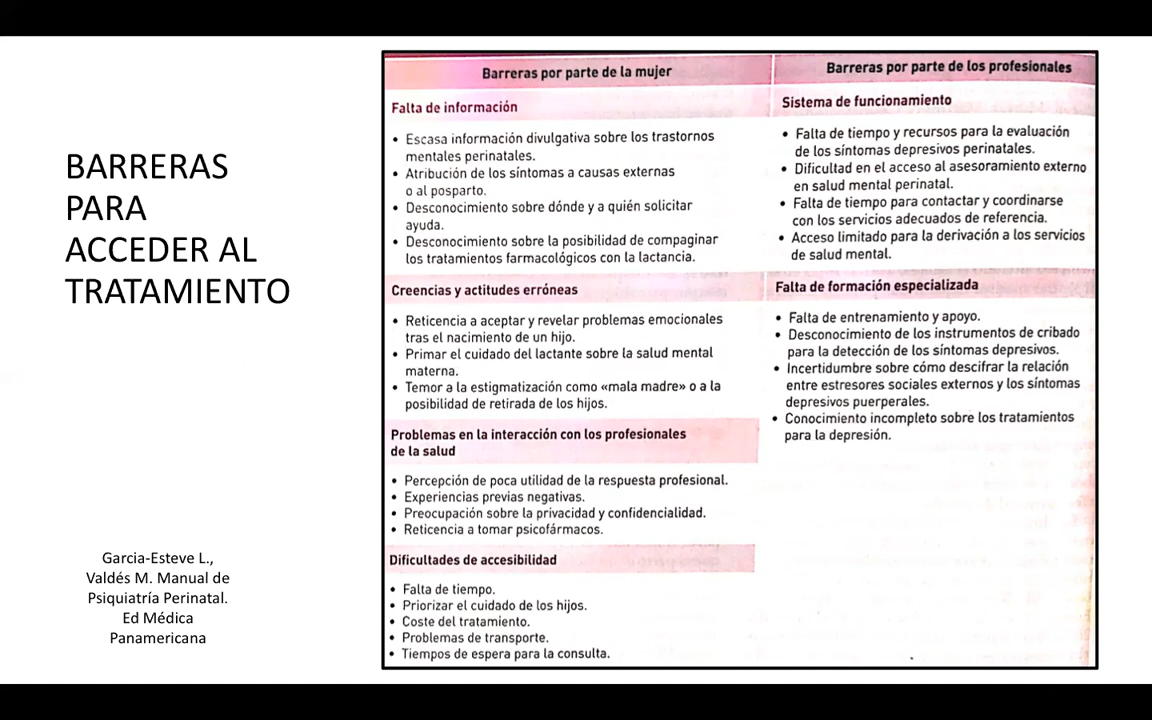 BARRERAS
PARA
ACCEDER AL
TRATAMIENTO
Garcia-Esteve L.,
Valdés M. Manual de
Psiquiatría Perinatal.
Ed Médica
Panamericana
Barreras por parte de la mujer
Falta de información
• Escasa información divulgativa sobre los trastornos
mentales perinatales.
• Atribución de los síntomas a causas externas
o al posparto.
• Desconocimiento sobre dónde y a quién solicitar
ayuda.
• Desconocimiento sobre la posibilidad de compaginar
los tratamientos farmacológicos con la lactancia.
Creencias y actitudes erróneas
• Reticencia a aceptar y revelar problemas emocionales
tras el nacimiento de un hijo.
• Primar el cuidado del lactante sobre la salud mental
materna.
• Temor a la estigmatización como «mala madre» o a la
posibilidad de retirada de los hijos.
Problemas en la interacción con los profesionales
de la salud
• Percepción de poca utilidad de la respuesta profesional.
• Experiencias previas negativas.
• Preocupación sobre la privacidad y confidencialidad.
• Reticencia a tomar psicofármacos.
Dificultades de accesibilidad
• Falta de tiempo.
• Priorizar el cuidado de los hijos.
• Coste del tratamiento.
• Problemas de transporte.
• Tiempos de espera para la consulta.
Barreras por parte de los profesionales
Sistema de funcionamiento
• Falta de tiempo y recursos para la evaluación
de los síntomas depresivos perinatales.
• Dificultad en el acceso al asesoramiento externo
en salud mental perinatal.
• Falta de tiempo para contactar y coordinarse
con los servicios adecuados de referencia.
• Acceso limitado para la derivación a los servicios
de salud mental.
Falta de formación especializada
• Falta de entrenamiento y apoyo.
• Desconocimiento de los instrumentos de cribado
para la detección de los síntomas depresivos.
• Incertidumbre sobre cómo descifrar la relación
entre estresores sociales externos y los síntomas
depresivos puerperales.
• Conocimiento incompleto sobre los tratamientos
para la depresión.